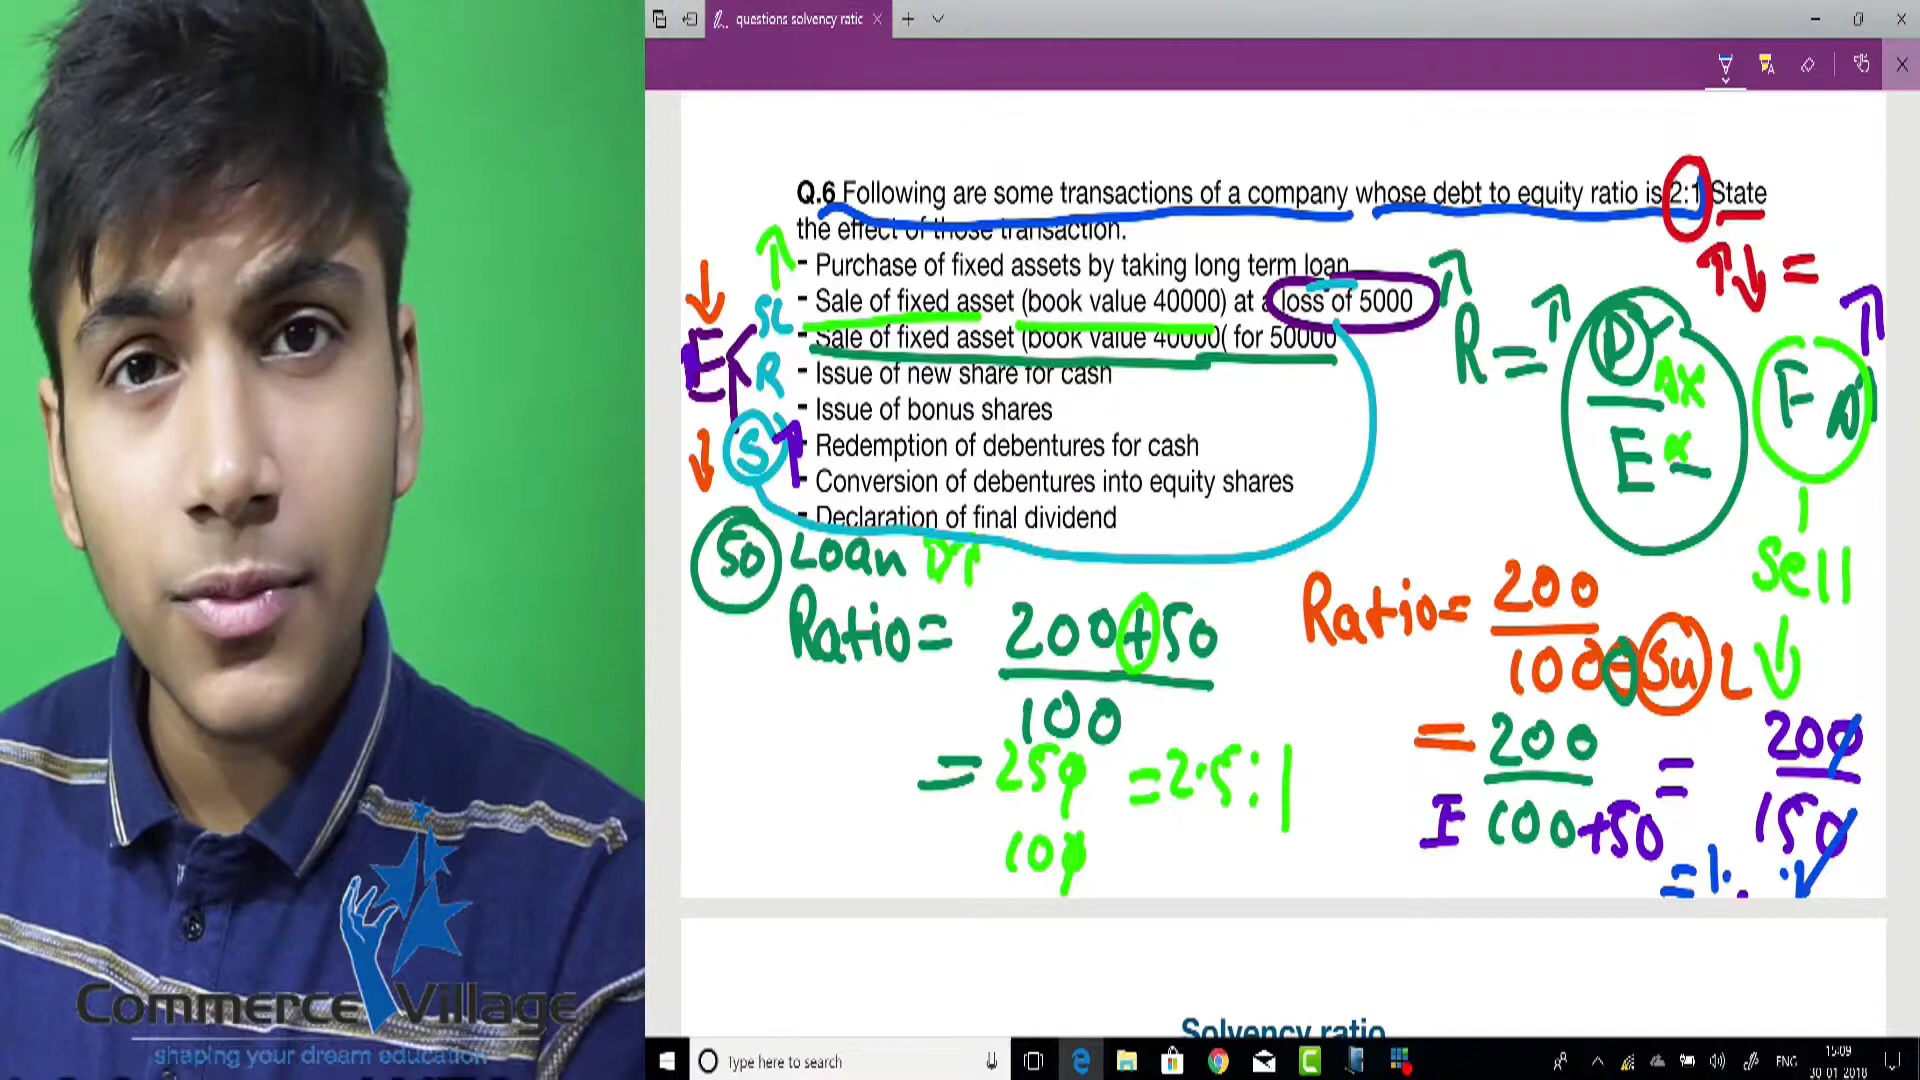 questions solvency ratic
Q.6 Following are some transactions of a company whose debt to equity ratio is 2:1 State
the effect of those transaction.
- Purchase of fixed assets by taking long term loan
- Sale of fixed asset (book value 40000) at a loss of 5000
- Sale of fixed asset (book value 40000( for 50000
- Issue of new share for cash
- Issue of bonus shares
- Redemption of debentures for cash
- Conversion of debentures into equity shares
- Declaration of final dividend
E
R
S
R =
D
E
Sell
50 Loan
Ratio = 200+50
100
= 250
100
= 2.5:1
Ratio = 200
100
= 200
100+50
= 200
150
Solvency ratio
Commerce Village
shaping your dream education
Type here to search
ENG
15:09
30-01-2018